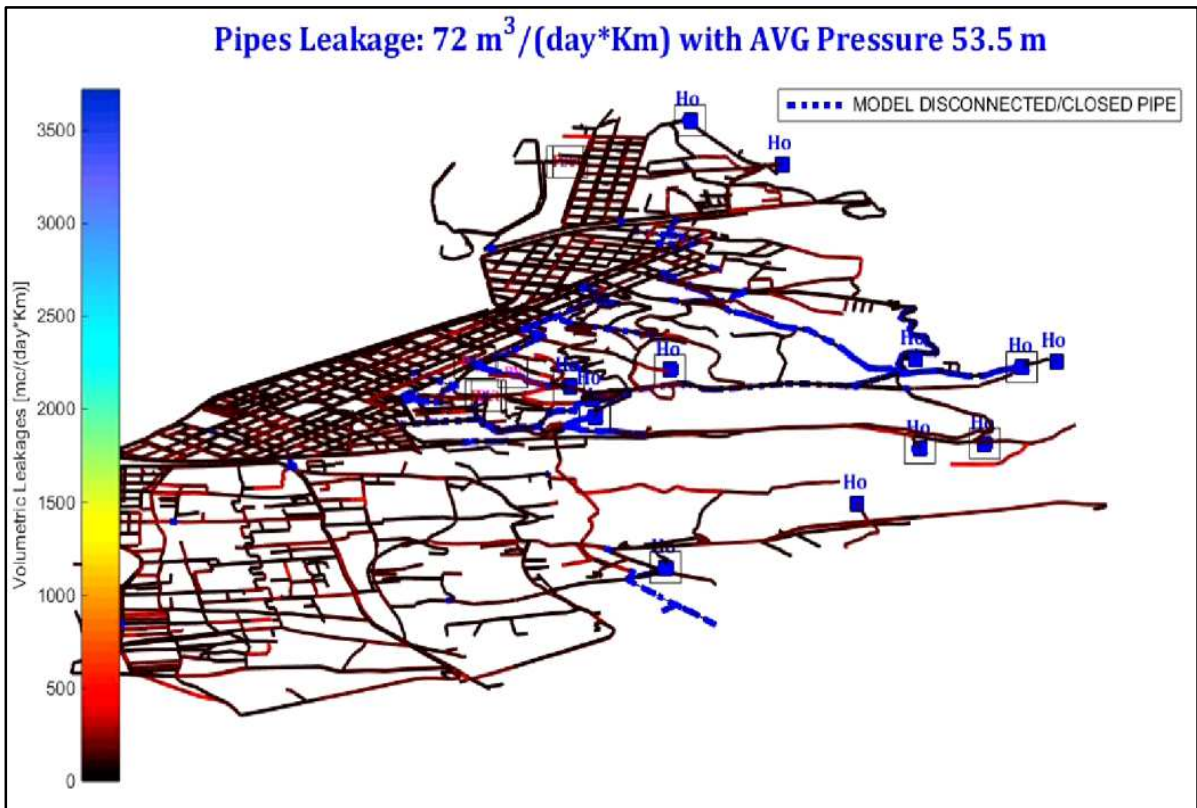 Pipes Leakage: 72 m³/(day*Km) with AVG Pressure 53.5 m
MODEL DISCONNECTED/CLOSED PIPE
Volumetric Leakages [mc/(day*Km)]
3500
3000
2500
2000
1500
1000
500
0
Ho
Ho
Ho
Ho
Ho
Ho
Ho
Ho
Ho
Ho
Ho
Ho